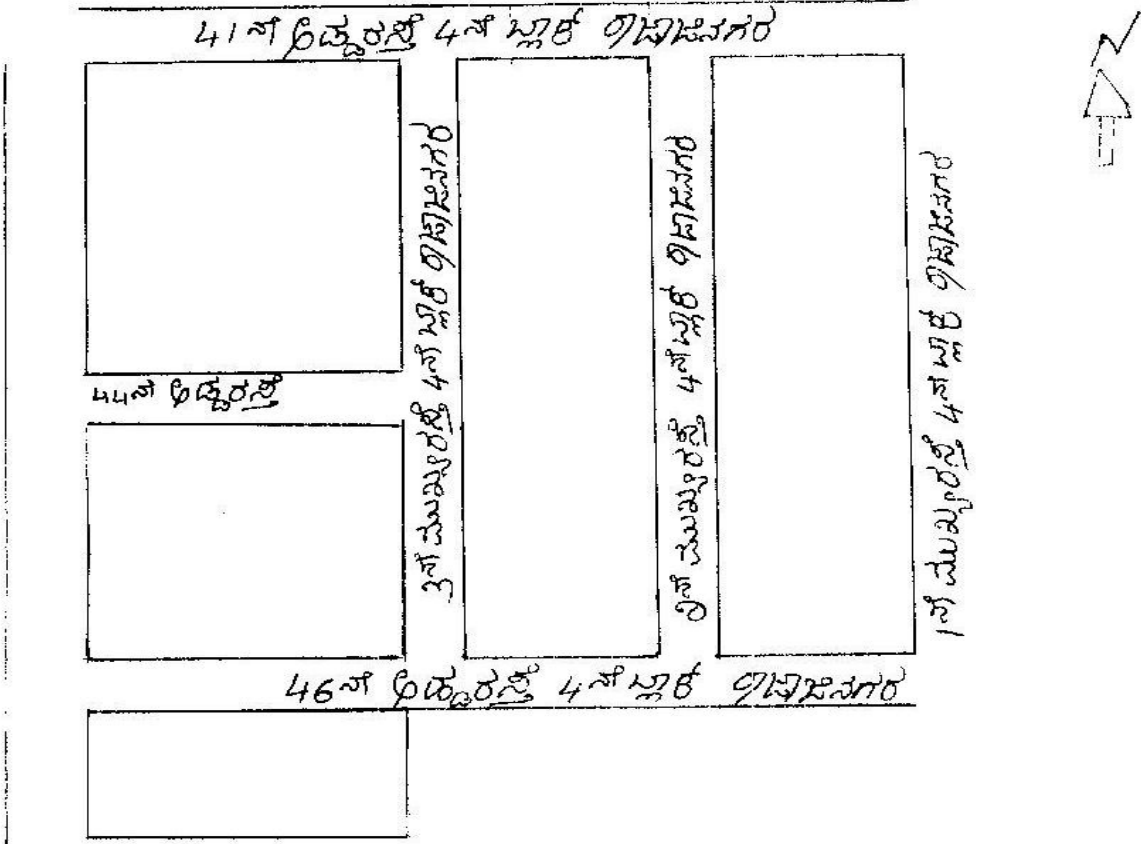 41ನೇ ಅಡ್ಡರಸ್ತೆ 4ನೇ ಬ್ಲಾಕ್ ರಾಜಾಜಿನಗರ
44ನೇ ಅಡ್ಡರಸ್ತೆ
3ನೇ ಮುಖ್ಯರಸ್ತೆ 4ನೇ ಬ್ಲಾಕ್ ರಾಜಾಜಿನಗರ
೨ನೇ ಮುಖ್ಯರಸ್ತೆ 4ನೇ ಬ್ಲಾಕ್ ರಾಜಾಜಿನಗರ
1ನೇ ಮುಖ್ಯರಸ್ತೆ 4ನೇ ಬ್ಲಾಕ್ ರಾಜಾಜಿನಗರ
46ನೇ ಅಡ್ಡರಸ್ತೆ 4ನೇ ಬ್ಲಾಕ್ ರಾಜಾಜಿನಗರ
N